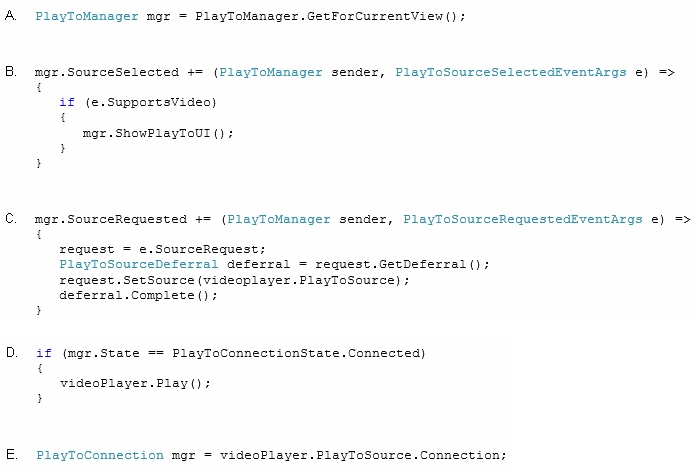 A. PlayToManager mgr = PlayToManager.GetForCurrentView();
B. mgr.SourceSelected += (PlayToManager sender, PlayToSourceSelectedEventArgs e) =>
{
if (e.SupportsVideo)
{
mgr.ShowPlayToUI();
}
}
C. mgr.SourceRequested += (PlayToManager sender, PlayToSourceRequestedEventArgs e) =>
{
request = e.SourceRequest;
PlayToSourceDeferral deferral = request.GetDeferral();
request.SetSource(videoplayer.PlayToSource);
deferral.Complete();
}
D. if (mgr.State == PlayToConnectionState.Connected)
{
videoPlayer.Play();
}
E. PlayToConnection mgr = videoPlayer.PlayToSource.Connection;